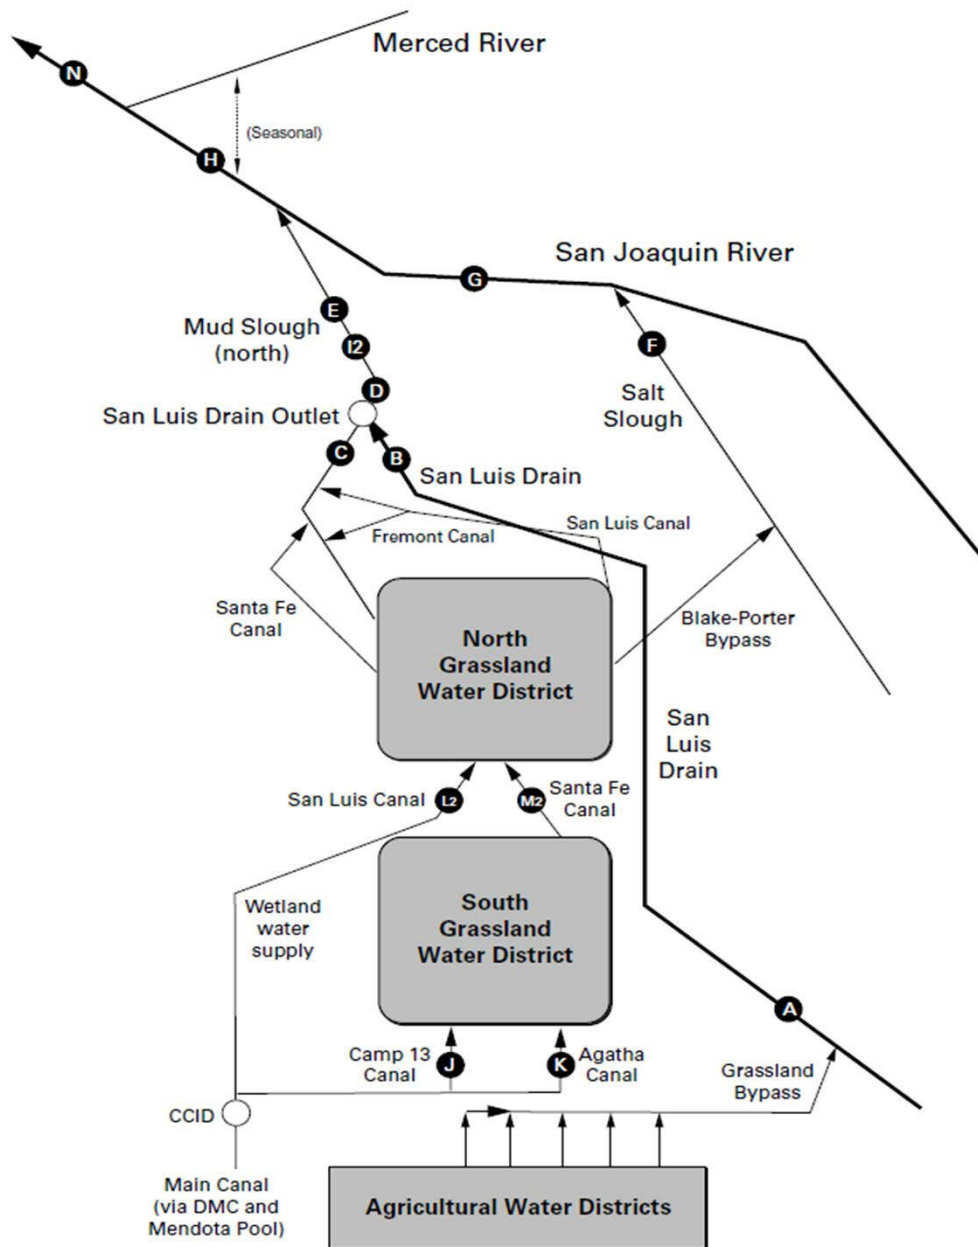 Merced River
N
(Seasonal)
H
San Joaquin River
G
E
Mud Slough
(north)
I2
F
D
Salt
Slough
San Luis Drain Outlet
C
B
San Luis Drain
San Luis Canal
Fremont Canal
Santa Fe
Canal
Blake-Porter
Bypass
North
Grassland
Water District
San
Luis
Drain
San Luis Canal
L2
M2
Santa Fe
Canal
Wetland
water
supply
South
Grassland
Water District
A
Camp 13
Canal
J
K
Agatha
Canal
Grassland
Bypass
CCID
Main Canal
(via DMC and
Mendota Pool)
Agricultural Water Districts